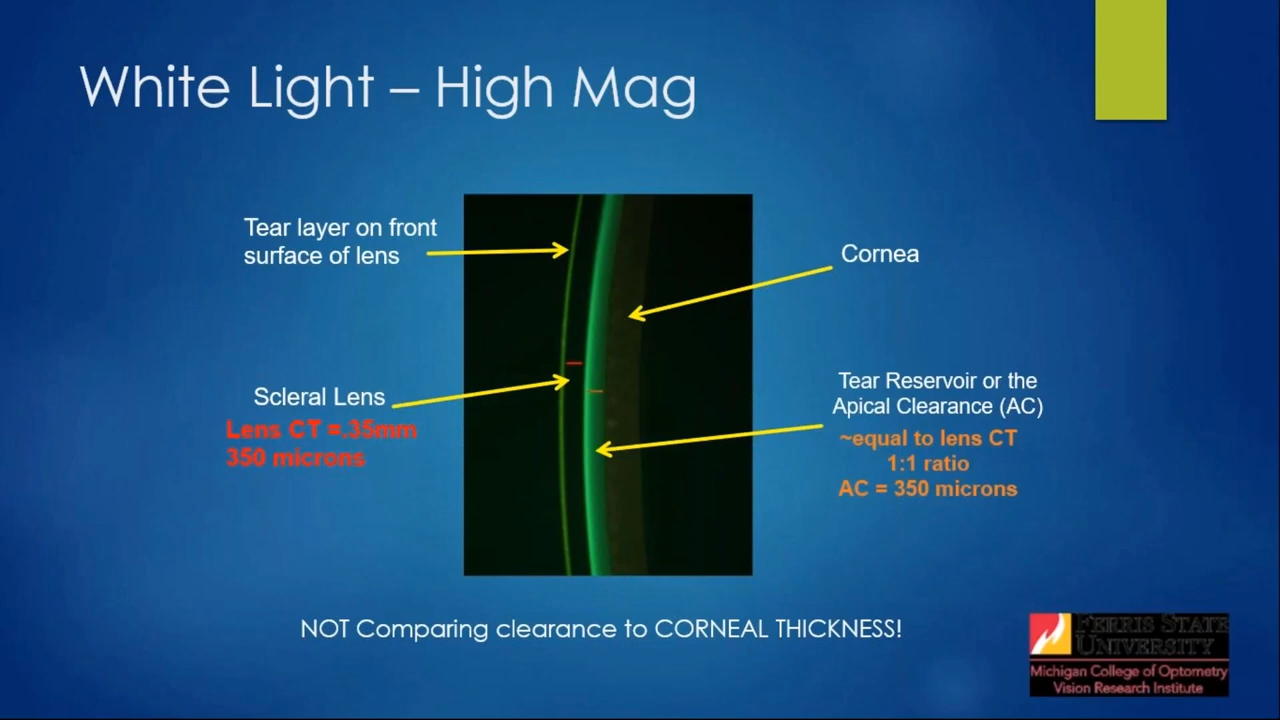 White Light – High Mag
Tear layer on front
surface of lens
Cornea
Scleral Lens
Lens CT =.35mm
350 microns
Tear Reservoir or the
Apical Clearance (AC)
~equal to lens CT
1:1 ratio
AC = 350 microns
NOT Comparing clearance to CORNEAL THICKNESS!
FERRIS STATE
UNIVERSITY
Michigan College of Optometry
Vision Research Institute